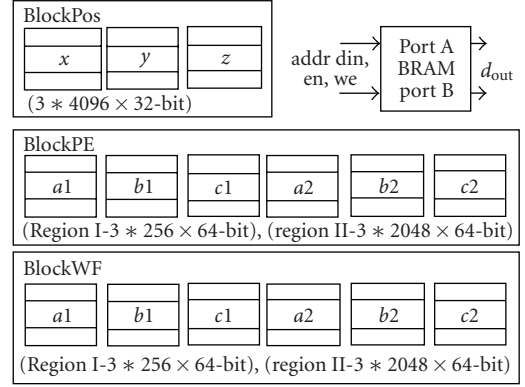 BlockPos
x y z
(3 ∗ 4096 × 32-bit)
addr din,
en, we
Port A
BRAM
port B
dout
BlockPE
a1 b1 c1 a2 b2 c2
(Region I-3 ∗ 256 × 64-bit), (region II-3 ∗ 2048 × 64-bit)
BlockWF
a1 b1 c1 a2 b2 c2
(Region I-3 ∗ 256 × 64-bit), (region II-3 ∗ 2048 × 64-bit)